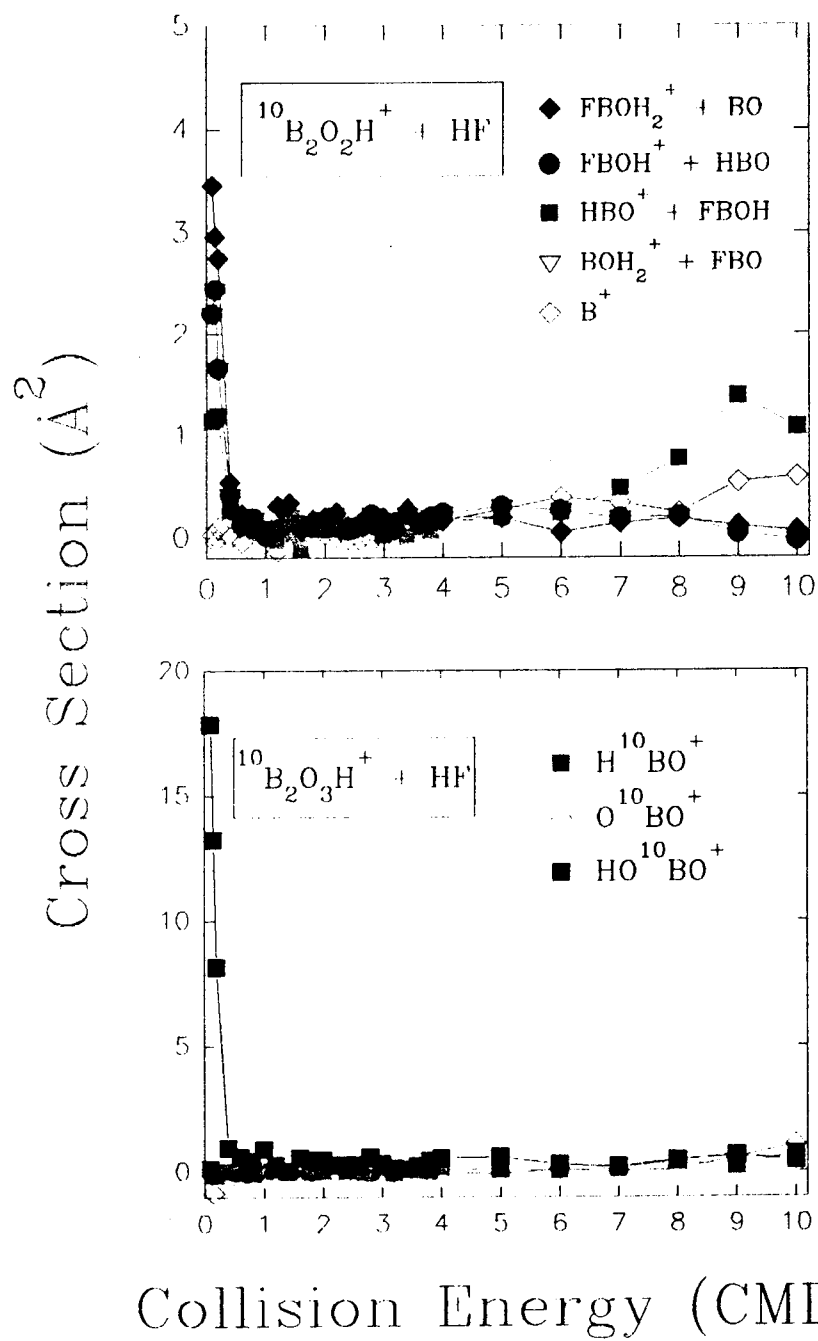 Cross Section (Å²)
5
4
3
2
1
0
¹⁰B₂O₂H⁺ + HF
FBOH₂⁺ + BO
FBOH⁺ + HBO
HBO⁺ + FBOH
BOH₂⁺ + FBO
B⁺
0 1 2 3 4 5 6 7 8 9 10
20
15
10
5
0
¹⁰B₂O₃H⁺ + HF
H¹⁰BO⁺
O¹⁰BO⁺
HO¹⁰BO⁺
0 1 2 3 4 5 6 7 8 9 10
Collision Energy (CM